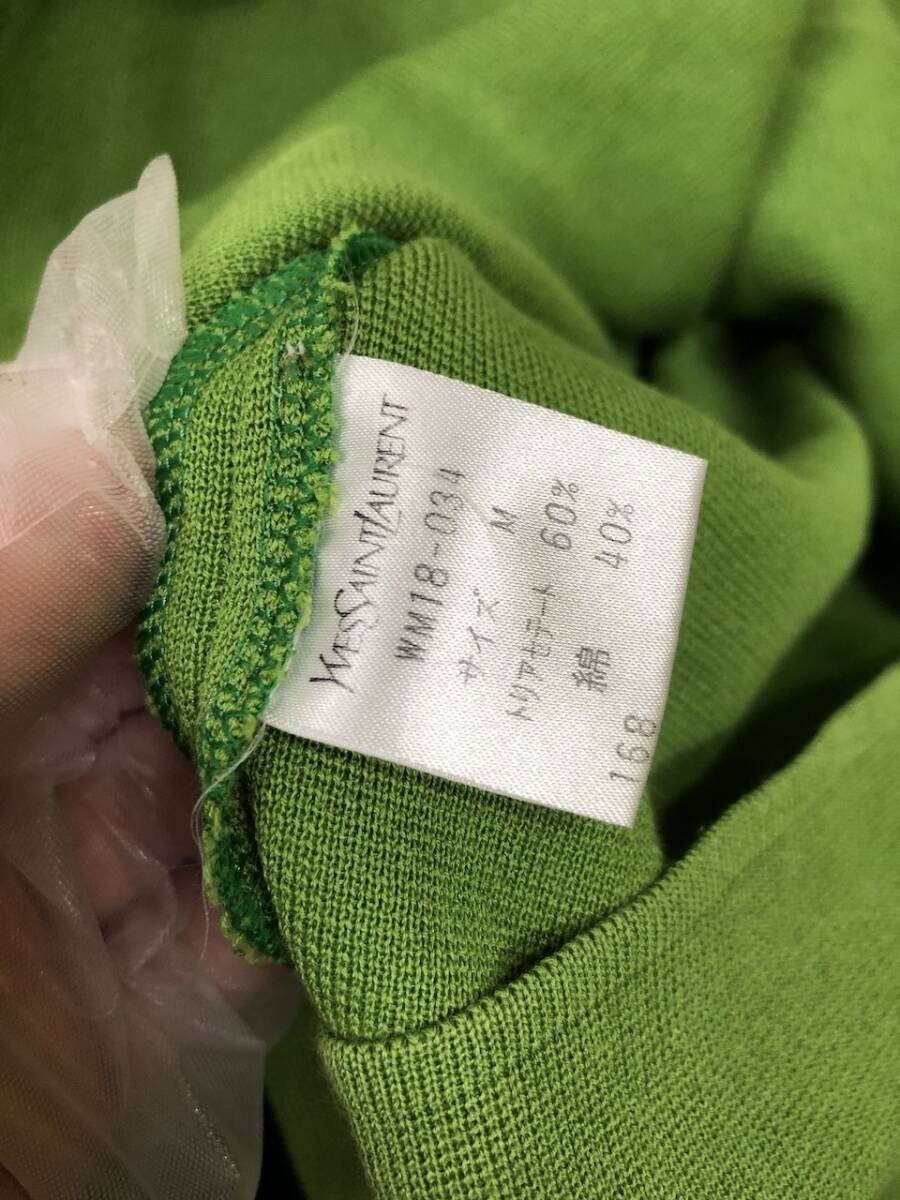 YVESSAINTLAURENT
WM18-034
サイズ M
トリアセテート 60%
綿 40%
168